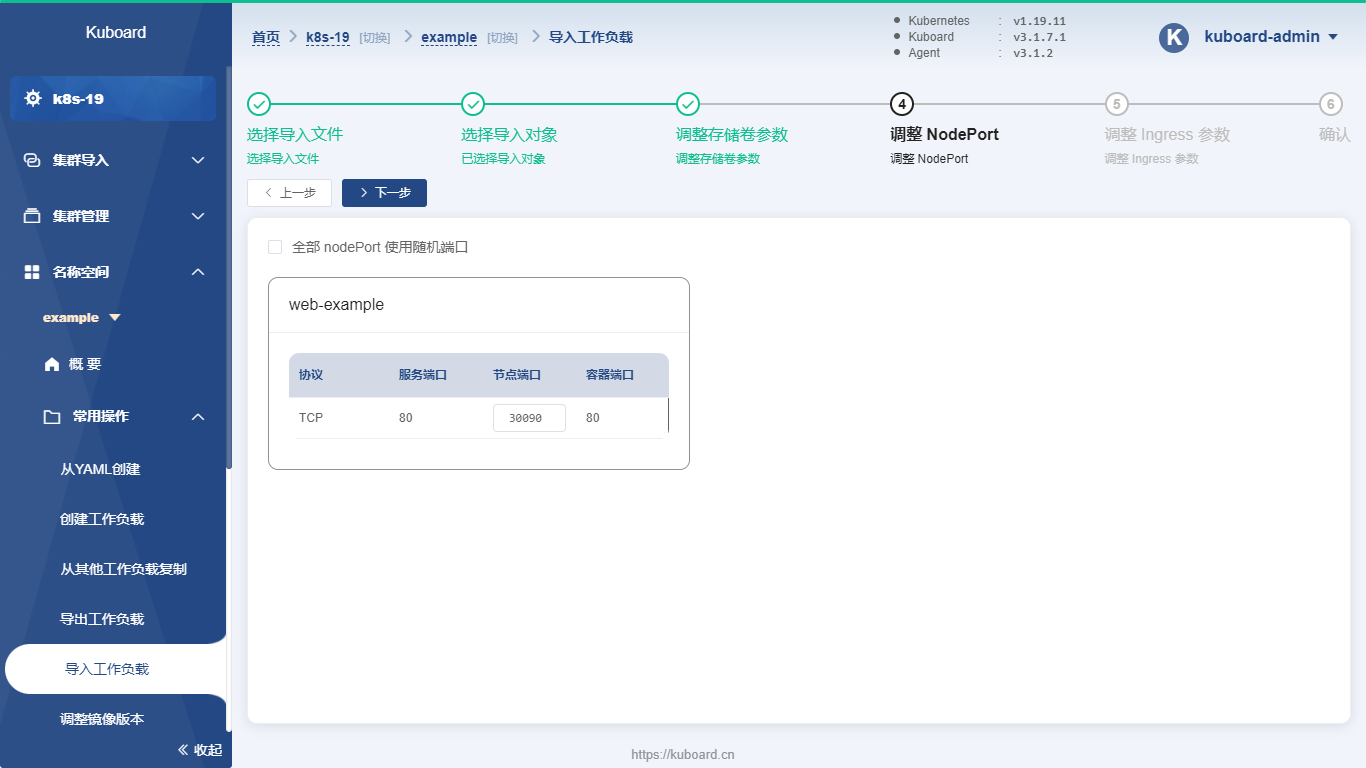 Kuboard
k8s-19
集群导入
集群管理
名称空间
example
概 要
常用操作
从YAML创建
创建工作负载
从其他工作负载复制
导出工作负载
导入工作负载
调整镜像版本
收起
首页 k8s-19 [切换] example [切换] 导入工作负载
Kubernetes : v1.19.11
Kuboard : v3.1.7.1
Agent : v3.1.2
K kuboard-admin
4 5 6
选择导入文件 选择导入对象 调整存储卷参数 调整 NodePort 调整 Ingress 参数 确认
选择导入文件 已选择导入对象 调整存储卷参数 调整 NodePort 调整 Ingress 参数
上一步 下一步
全部 nodePort 使用随机端口
web-example
协议 服务端口 节点端口 容器端口
TCP 80 30090 80
https://kuboard.cn